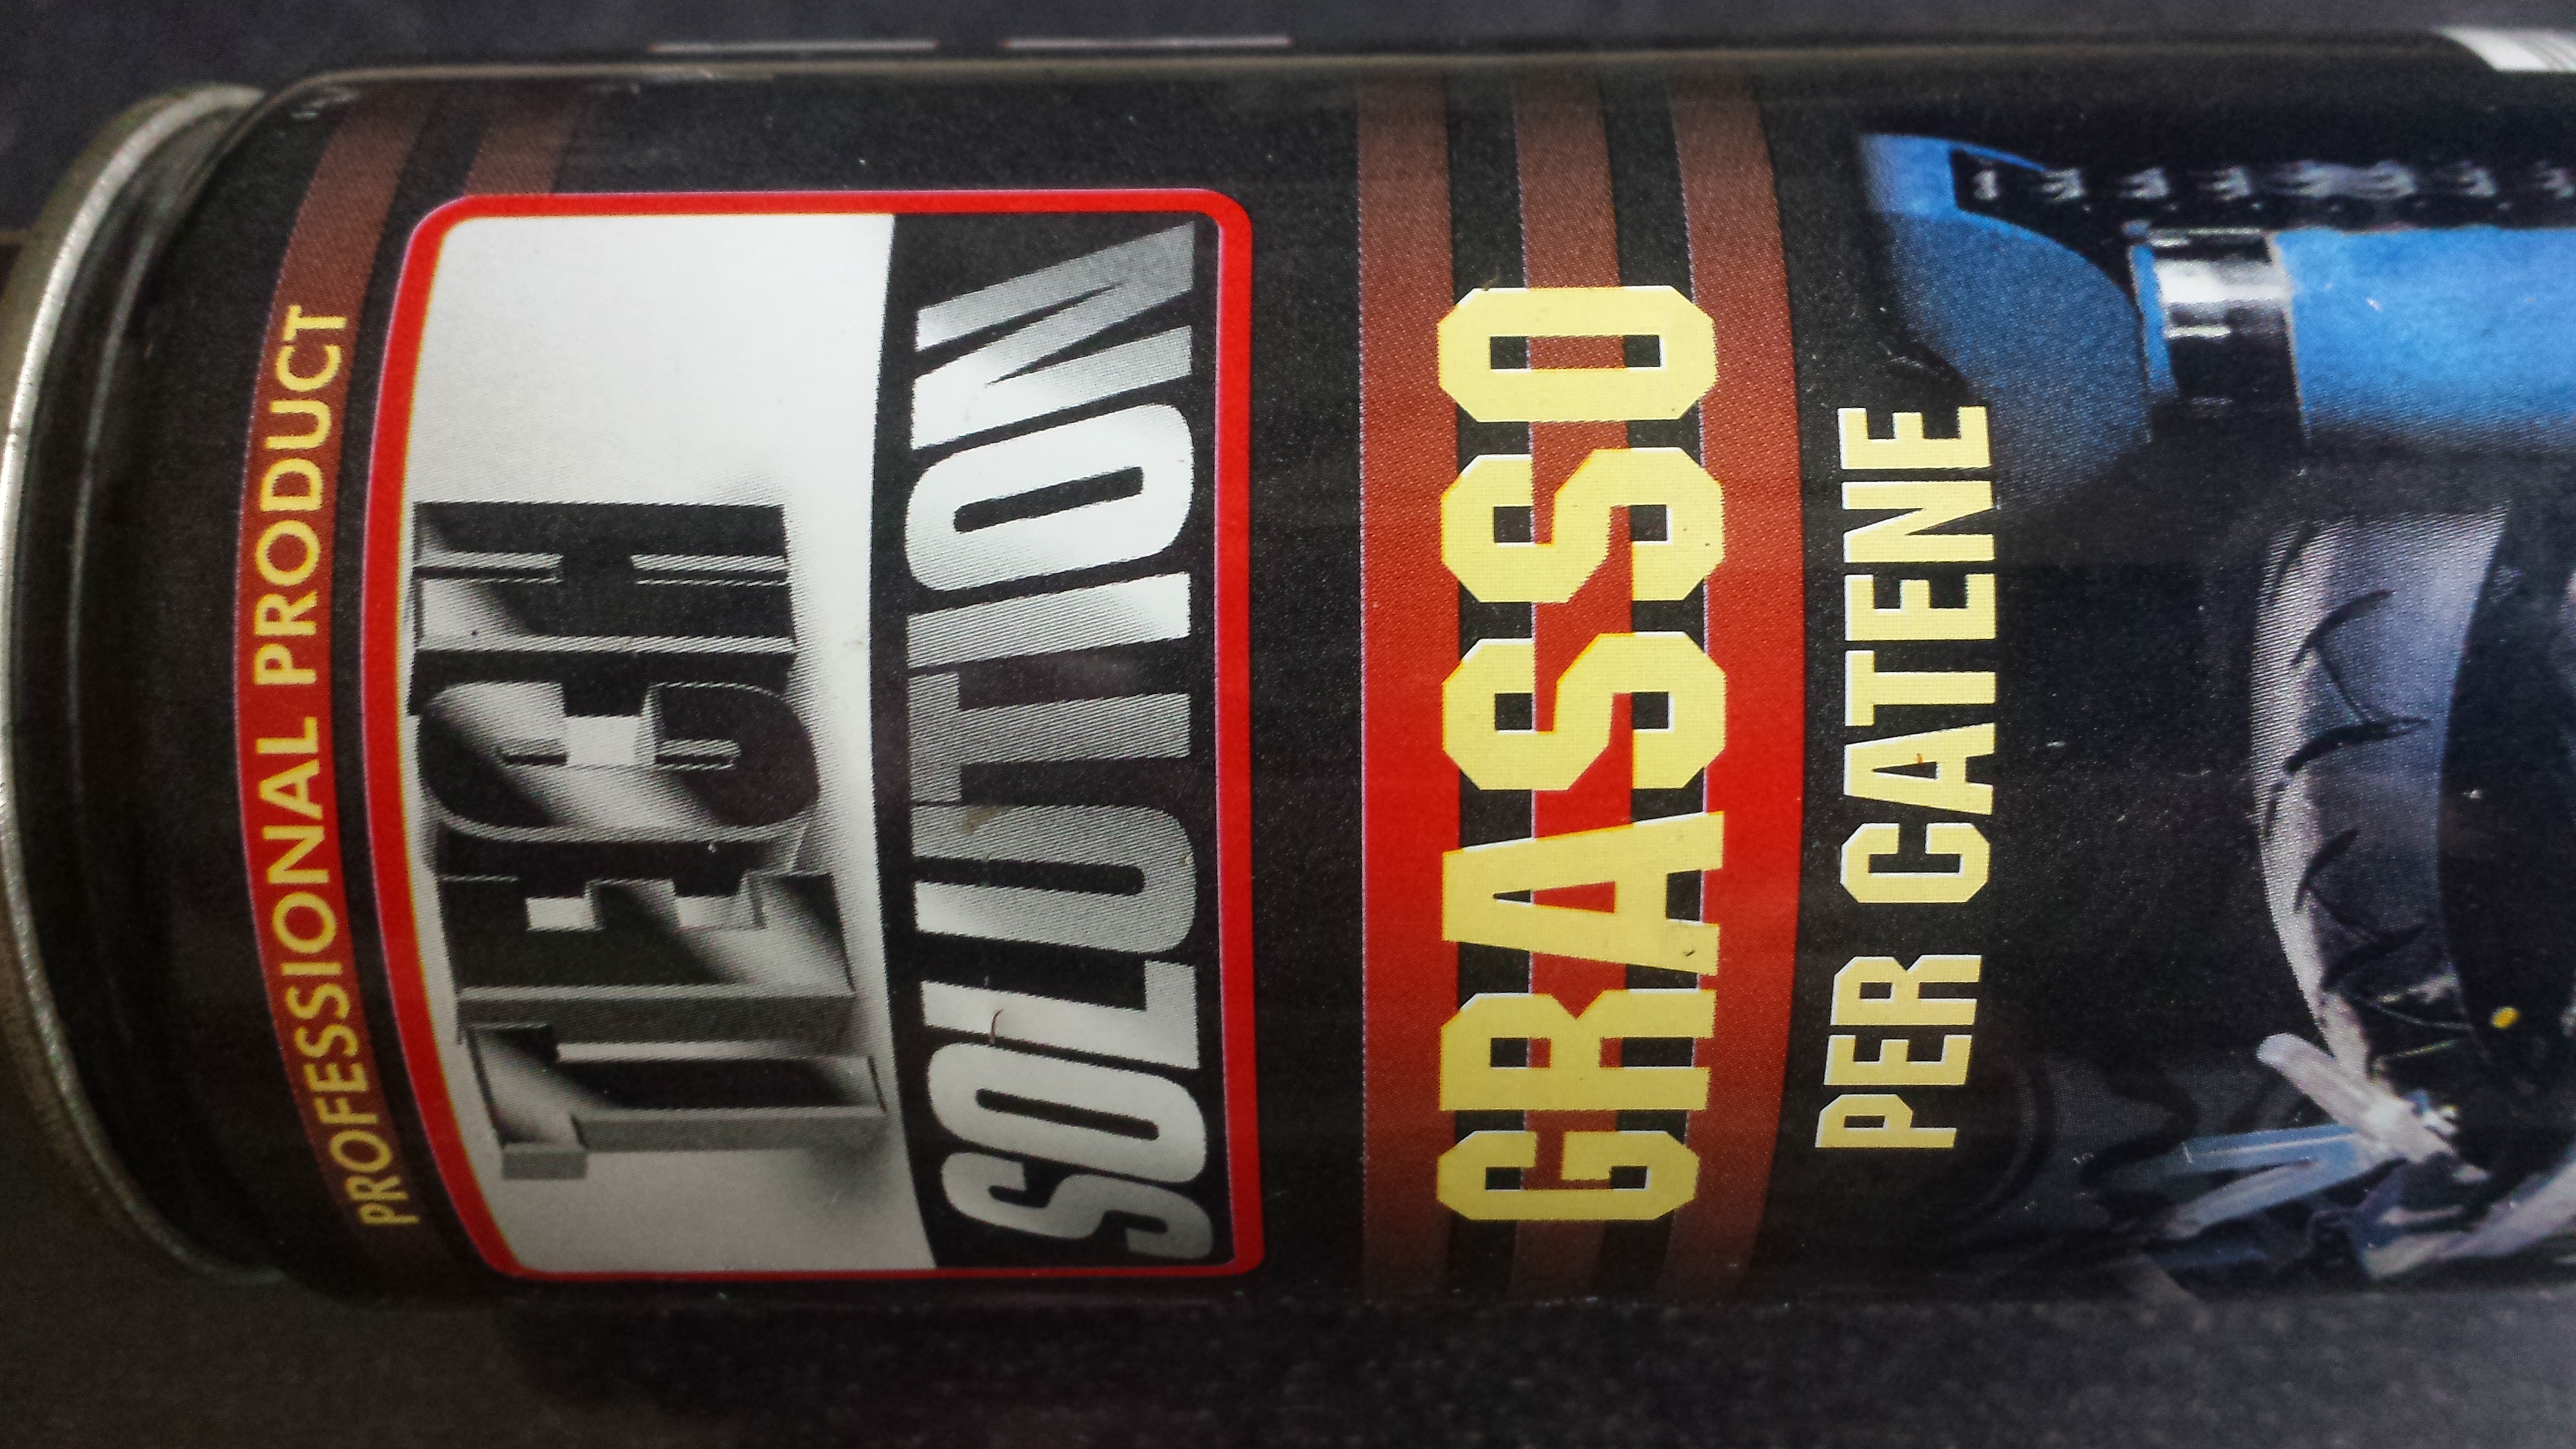 PROFESSIONAL PRODUCT
TECH
SOLUTION
GRASSO
PER CATENE